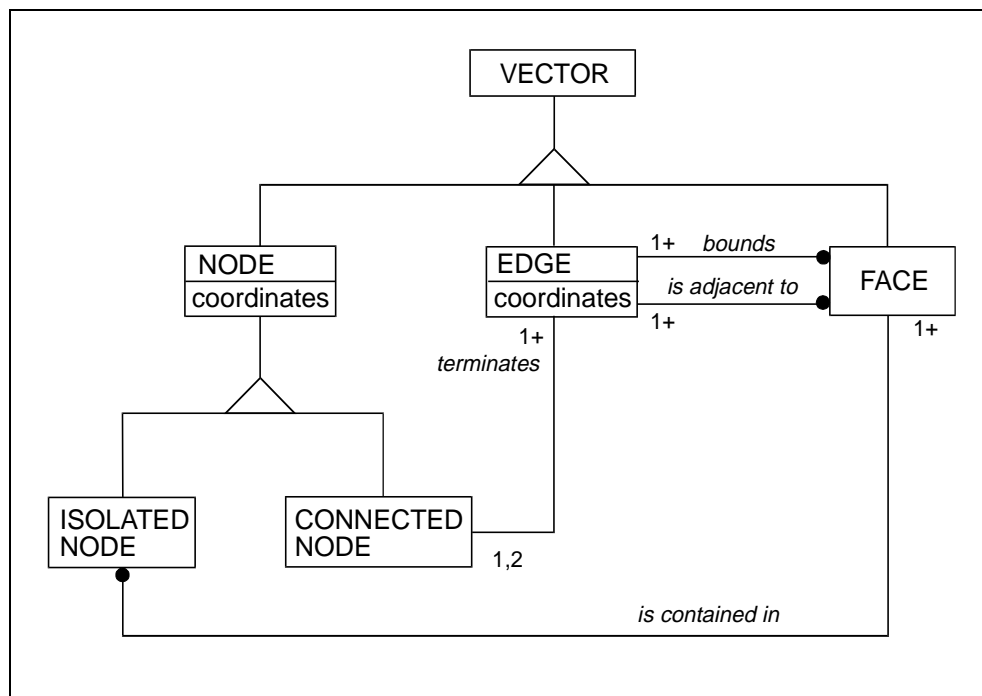 VECTOR
NODE
coordinates
EDGE
coordinates
1+ bounds
is adjacent to
1+
FACE
1+
1+
terminates
ISOLATED
NODE
CONNECTED
NODE
1,2
is contained in